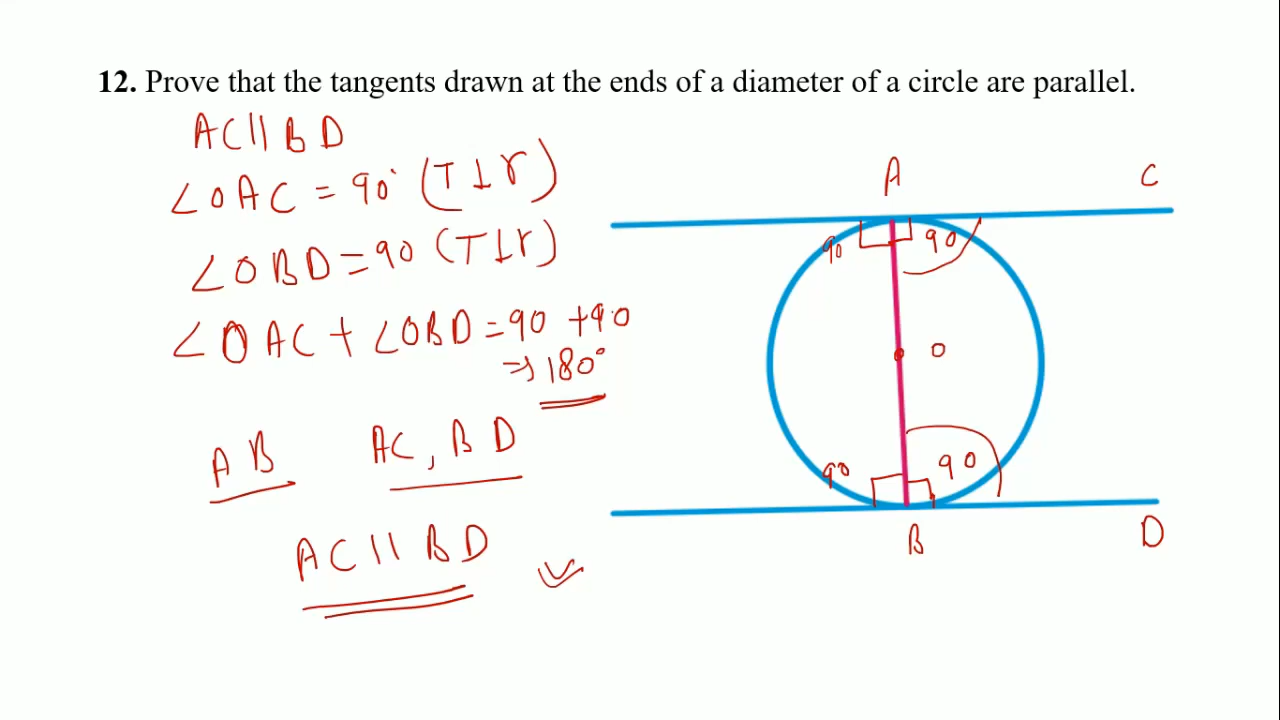 12. Prove that the tangents drawn at the ends of a diameter of a circle are parallel.
AC || BD
∠OAC = 90° (T⊥r)
∠OBD = 90 (T⊥r)
∠OAC + ∠OBD = 90 + 90
⇒ 180°
AB AC, BD
AC || BD
A C
90 90
O
90 90
B D